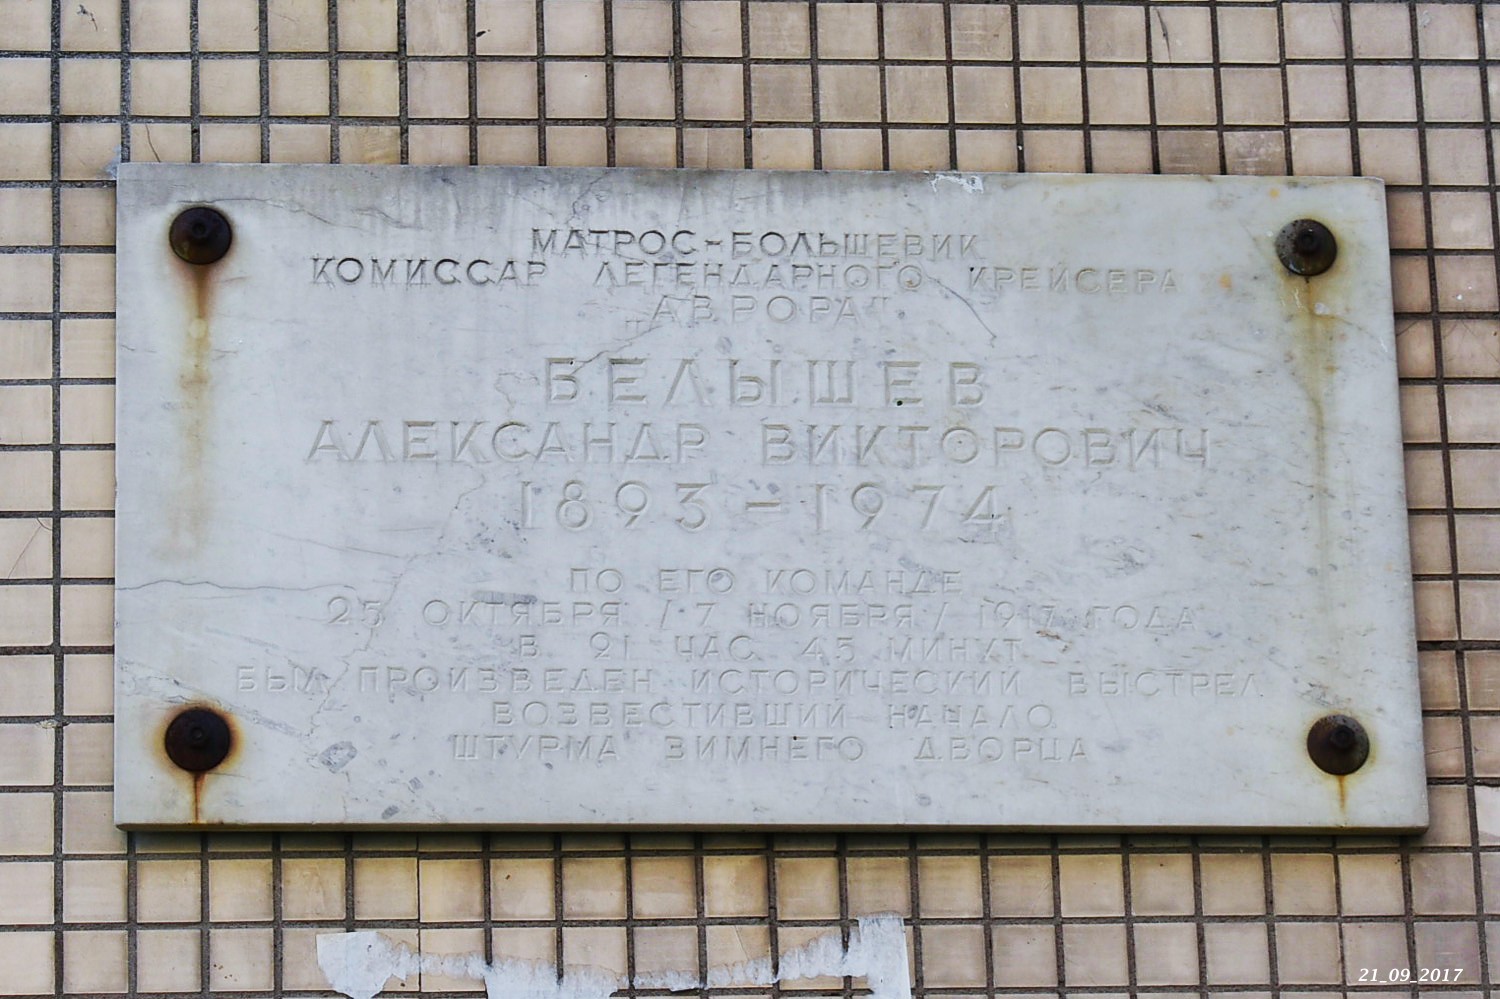 МАТРОС-БОЛЬШЕВИК
КОМИССАР ЛЕГЕНДАРНОГО КРЕЙСЕРА
„АВРОРА"
БЕЛЫШЕВ
АЛЕКСАНДР ВИКТОРОВИЧ
1893-1974
ПО ЕГО КОМАНДЕ
25 ОКТЯБРЯ /7 НОЯБРЯ/ 1917 ГОДА
В 21 ЧАС 45 МИНУТ
БЫЛ ПРОИЗВЕДЕН ИСТОРИЧЕСКИЙ ВЫСТРЕЛ
ВОЗВЕСТИВШИЙ НАЧАЛО
ШТУРМА ЗИМНЕГО ДВОРЦА
21_09_2017